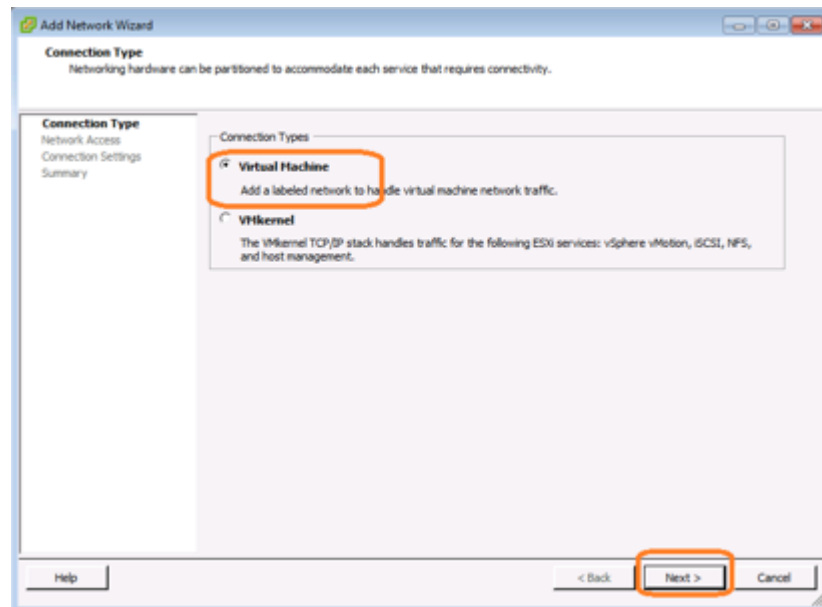 Add Network Wizard
Connection Type
Networking hardware can be partitioned to accommodate each service that requires connectivity.
Connection Type
Network Access
Connection Settings
Summary
Connection Types
Virtual Machine
Add a labeled network to handle virtual machine network traffic.
VMkernel
The VMkernel TCP/IP stack handles traffic for the following ESXi services: vSphere vMotion, iSCSI, NFS,
and host management.
Help
< Back
Next >
Cancel